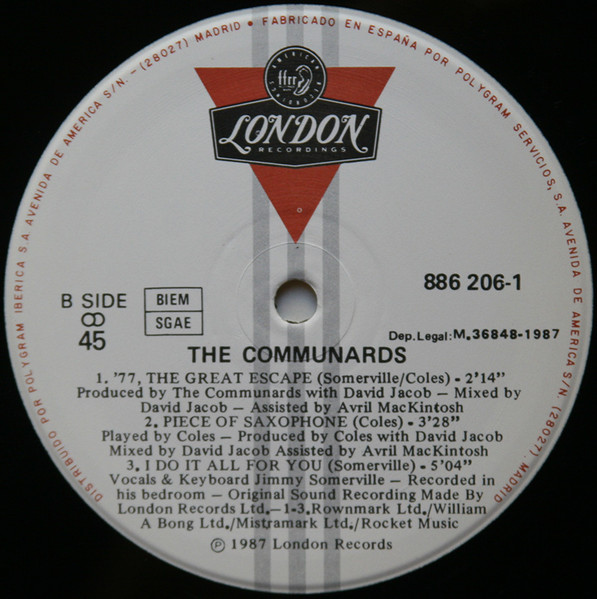 DISTRIBUIDO POR POLYGRAM IBERICA S.A. AVENIDA DE AMERICA S/N.-(28027) MADRID • FABRICADO EN ESPAÑA POR POLYGRAM SERVICIOS, S.A. AVENIDA DE AMERICA S/N. (28027). MADRID
ffrr
LONDON
RECORDINGS
886 206-1
B SIDE
∞
45
BIEM
SGAE
Dep. Legal: M.36848-1987
THE COMMUNARDS
1. '77, THE GREAT ESCAPE (Somerville/Coles) - 2'14"
Produced by The Communards with David Jacob — Mixed by
David Jacob — Assisted by Avril MacKintosh
2. PIECE OF SAXOPHONE (Coles) - 3'28"
Played by Coles — Produced by Coles with David Jacob
Mixed by David Jacob Assisted by Avril MacKintosh
3. I DO IT ALL FOR YOU (Somerville) - 5'04"
Vocals & Keyboard Jimmy Somerville — Recorded in
his bedroom — Original Sound Recording Made By
London Records Ltd.—1-3. Rownmark Ltd./William
A Bong Ltd./Mistramark Ltd./Rocket Music
℗ 1987 London Records